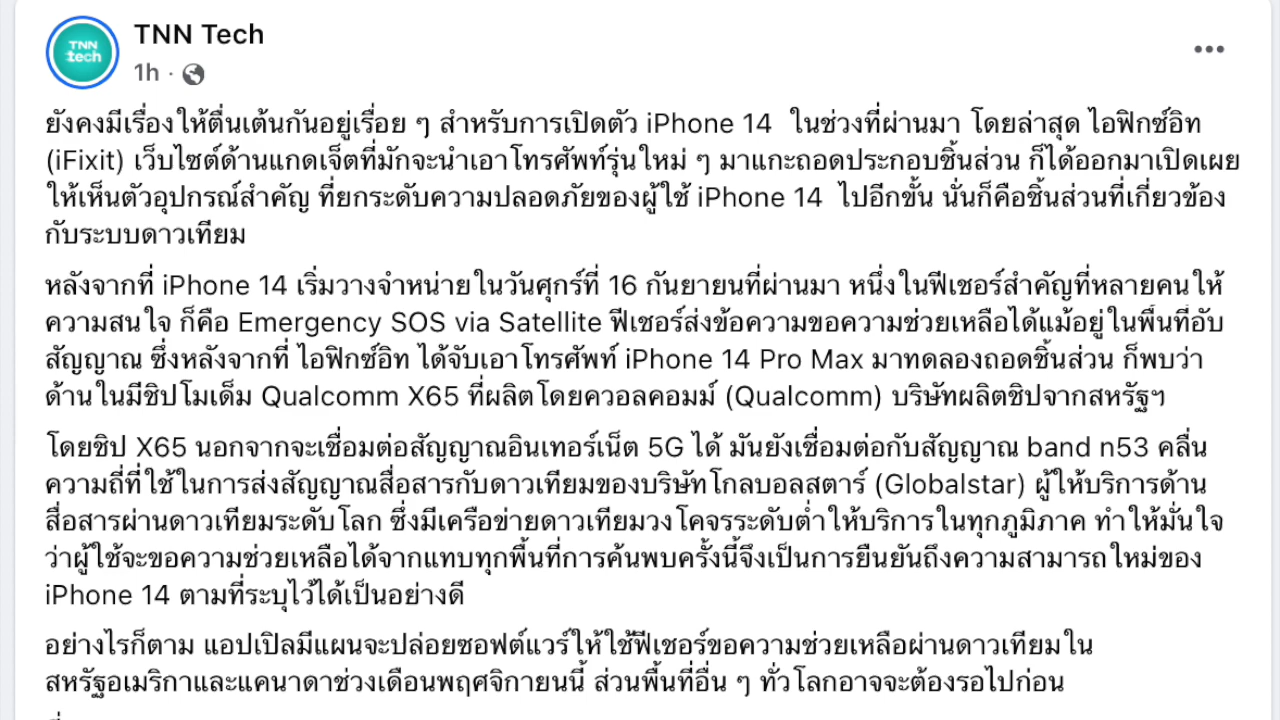 TNN Tech
TNN
tech
1h ·
ยังคงมีเรื่องให้ตื่นเต้นกันอยู่เรื่อย ๆ สำหรับการเปิดตัว iPhone 14 ในช่วงที่ผ่านมา โดยล่าสุด ไอฟิกซ์อิท
(iFixit) เว็บไซต์ด้านแกดเจ็ตที่มักจะนำเอาโทรศัพท์รุ่นใหม่ ๆ มาแกะถอดประกอบชิ้นส่วน ก็ได้ออกมาเปิดเผย
ให้เห็นตัวอุปกรณ์สำคัญ ที่ยกระดับความปลอดภัยของผู้ใช้ iPhone 14 ไปอีกขั้น นั่นก็คือชิ้นส่วนที่เกี่ยวข้อง
กับระบบดาวเทียม
หลังจากที่ iPhone 14 เริ่มวางจำหน่ายในวันศุกร์ที่ 16 กันยายนที่ผ่านมา หนึ่งในฟีเชอร์สำคัญที่หลายคนให้
ความสนใจ ก็คือ Emergency SOS via Satellite ฟีเชอร์ส่งข้อความขอความช่วยเหลือได้แม้อยู่ในพื้นที่อับ
สัญญาณ ซึ่งหลังจากที่ ไอฟิกซ์อิท ได้จับเอาโทรศัพท์ iPhone 14 Pro Max มาทดลองถอดชิ้นส่วน ก็พบว่า
ด้านในมีชิปโมเด็ม Qualcomm X65 ที่ผลิตโดยควอลคอมม์ (Qualcomm) บริษัทผลิตชิปจากสหรัฐฯ
โดยชิป X65 นอกจากจะเชื่อมต่อสัญญาณอินเทอร์เน็ต 5G ได้ มันยังเชื่อมต่อกับสัญญาณ band n53 คลื่น
ความถี่ที่ใช้ในการส่งสัญญาณสื่อสารกับดาวเทียมของบริษัทโกลบอลสตาร์ (Globalstar) ผู้ให้บริการด้าน
สื่อสารผ่านดาวเทียมระดับโลก ซึ่งมีเครือข่ายดาวเทียมวงโคจรระดับต่ำให้บริการในทุกภูมิภาค ทำให้มั่นใจ
ว่าผู้ใช้จะขอความช่วยเหลือได้จากแทบทุกพื้นที่การค้นพบครั้งนี้จึงเป็นการยืนยันถึงความสามารถใหม่ของ
iPhone 14 ตามที่ระบุไว้ได้เป็นอย่างดี
อย่างไรก็ตาม แอปเปิลมีแผนจะปล่อยซอฟต์แวร์ให้ใช้ฟีเชอร์ขอความช่วยเหลือผ่านดาวเทียมใน
สหรัฐอเมริกาและแคนาดาช่วงเดือนพฤศจิกายนนี้ ส่วนพื้นที่อื่น ๆ ทั่วโลกอาจจะต้องรอไปก่อน